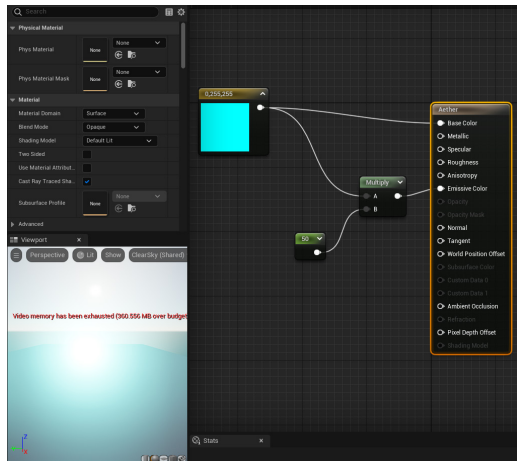 Search
Physical Material
Phys Material
None
None
Phys Material Mask
None
None
Material
Material Domain
Surface
Blend Mode
Opaque
Shading Model
Default Lit
Two Sided
Use Material Attribut..
Cast Ray Traced Sha..
Subsurface Profile
None
None
Advanced
Viewport
x
Perspective
Lit
Show
ClearSky (Shared)
Video memory has been exhausted (360.556 MB over budget
Z
X
0,255,255
Multiply
A
B
50
Aether
Base Color
Metallic
Specular
Roughness
Anisotropy
Emissive Color
Opacity
Opacity Mask
Normal
Tangent
World Position Offset
Subsurface Color
Custom Data 0
Custom Data 1
Ambient Occlusion
Refraction
Pixel Depth Offset
Shading Model
Stats
x